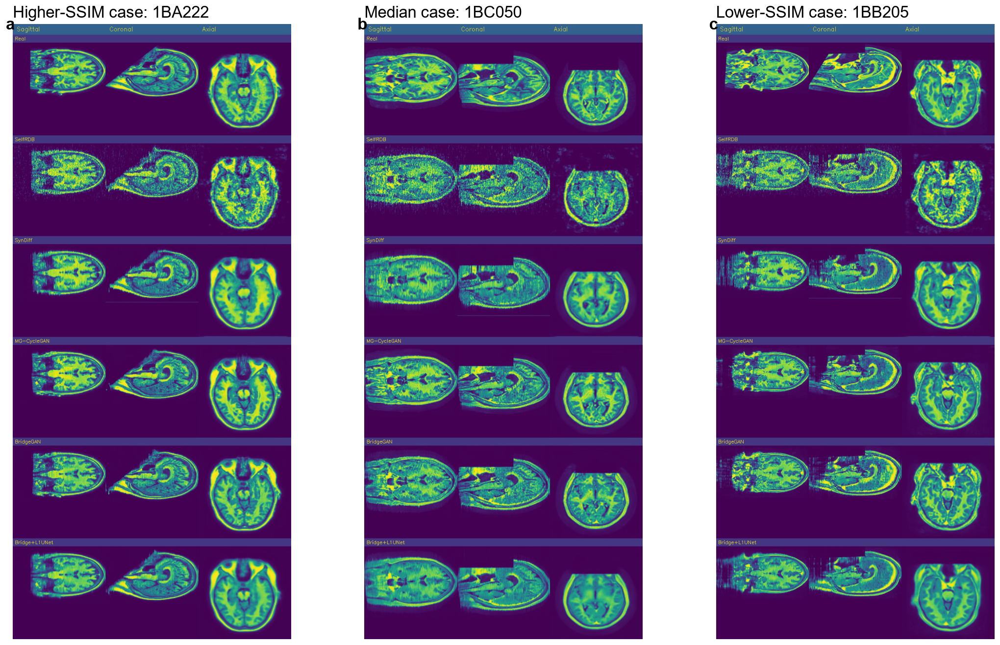 Higher-SSIM case: 1BA222
a
Sagittal Coronal Axial
Real
SelfRDB
SynDiff
MG-CycleGAN
BridgeGAN
Bridge+L1UNet
Median case: 1BC050
b
Sagittal Coronal Axial
Real
SelfRDB
SynDiff
MG-CycleGAN
BridgeGAN
Bridge+L1UNet
Lower-SSIM case: 1BB205
c
Sagittal Coronal Axial
Real
SelfRDB
SynDiff
MG-CycleGAN
BridgeGAN
Bridge+L1UNet